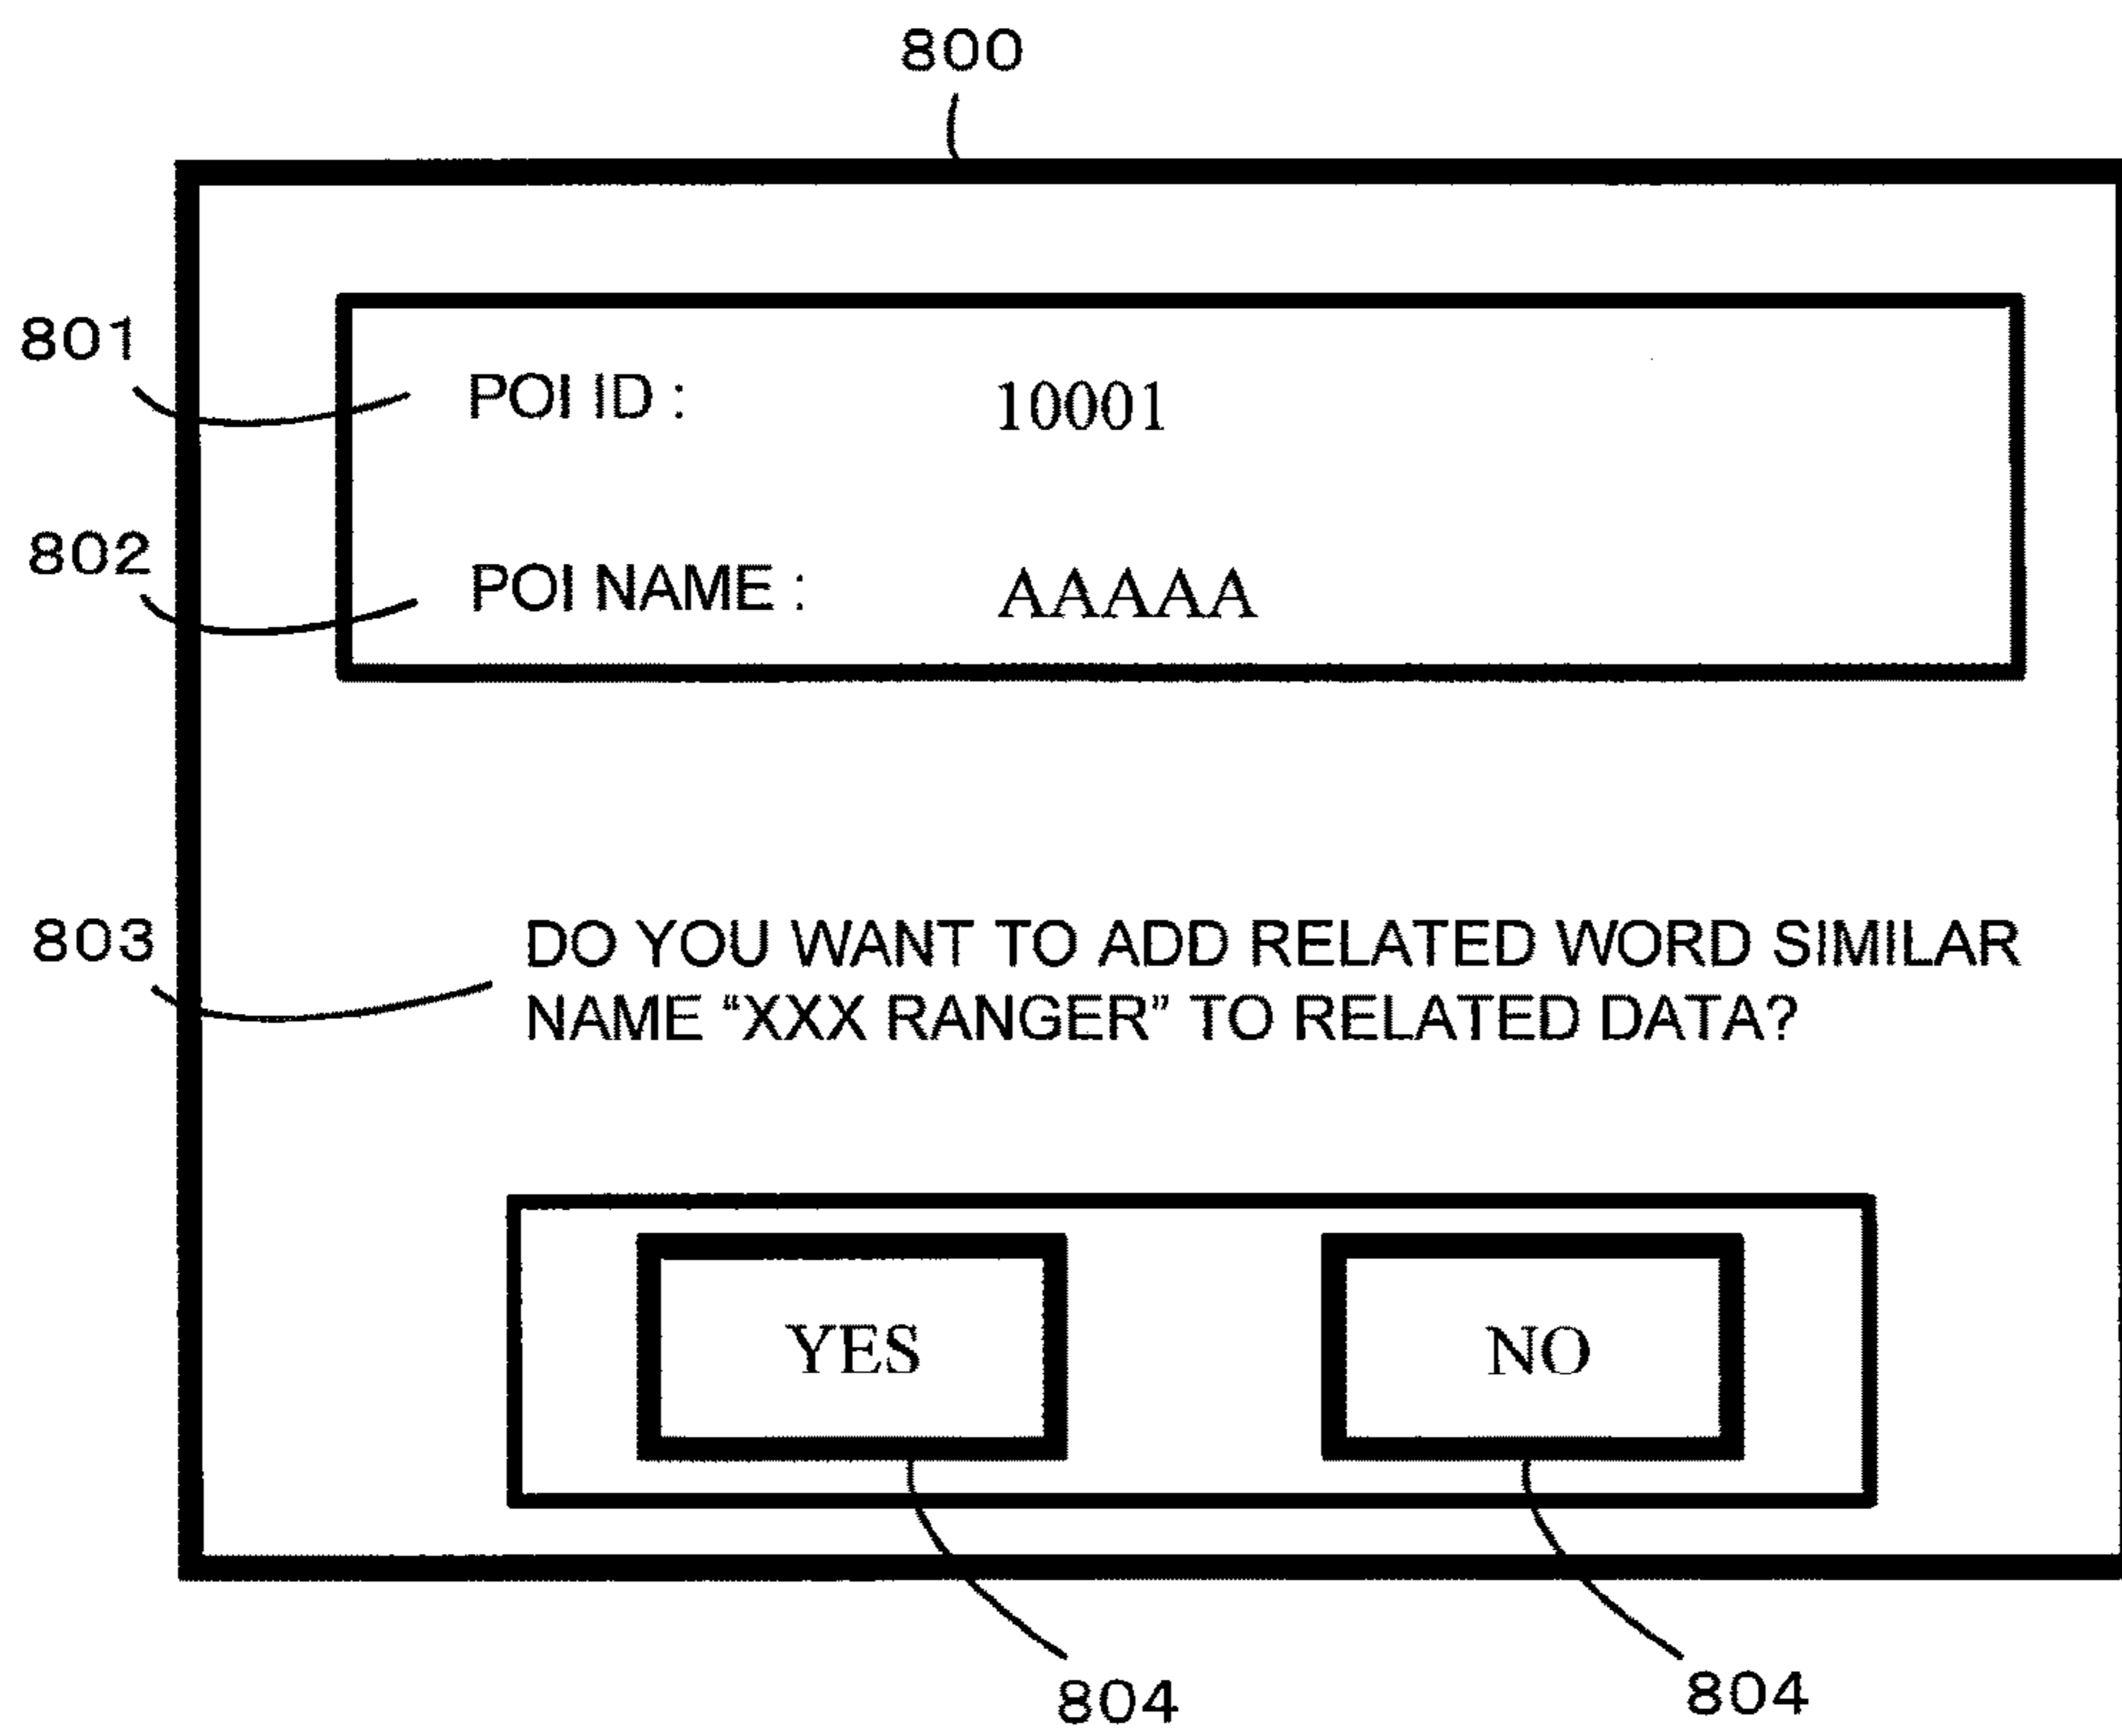 800
801
POI ID : 10001
802
POI NAME : AAAAA
803
DO YOU WANT TO ADD RELATED WORD SIMILAR
NAME “XXX RANGER” TO RELATED DATA?
YES NO
804 804